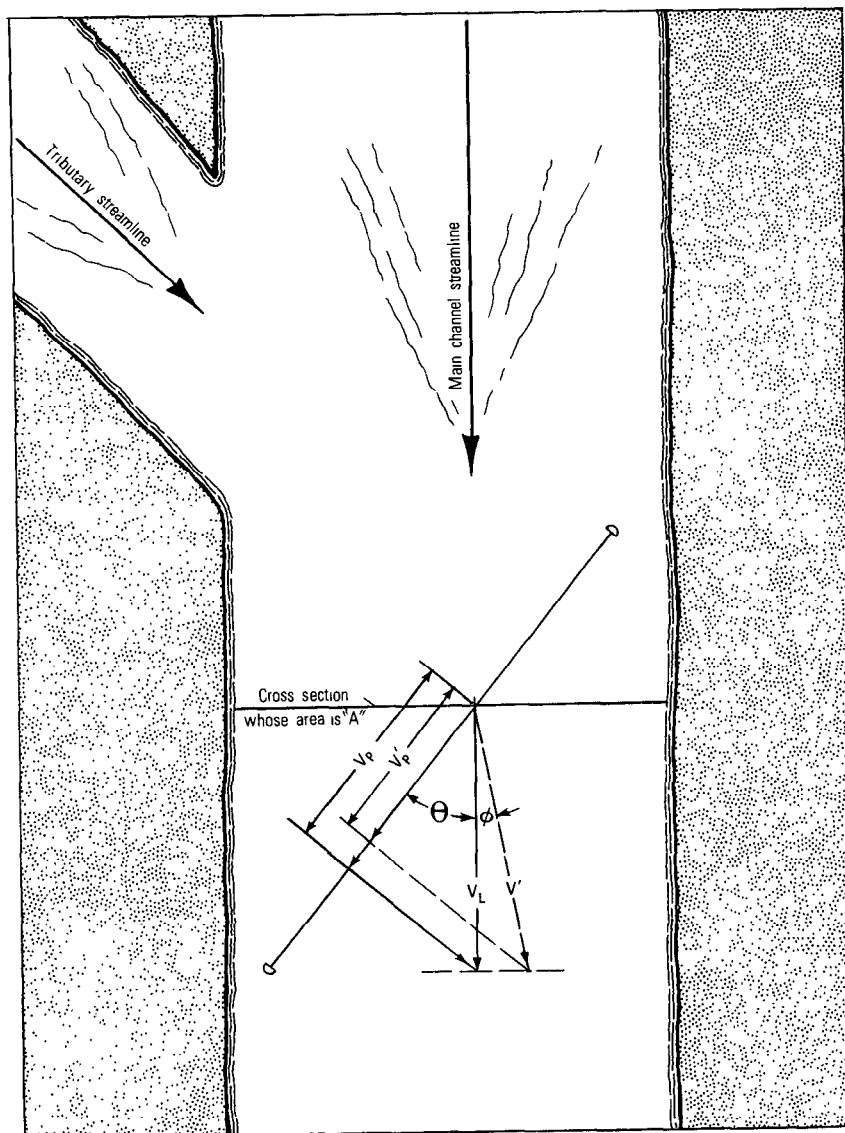 Tributary streamline
Main channel streamline
Cross section
whose area is "A"
Vp
V'p
Θ
ϕ
VL
V'